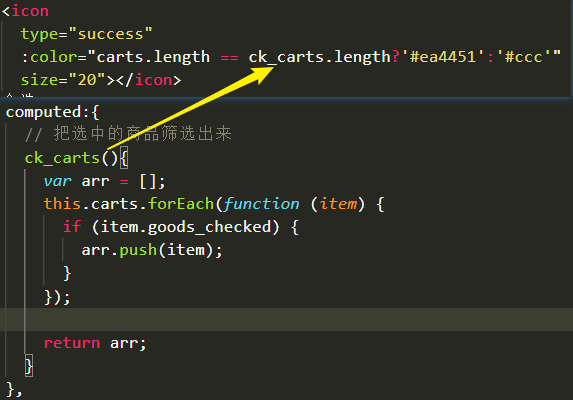 <icon
type="success"
:color="carts.length == ck_carts.length?'#ea4451':'#ccc'"
size="20"></icon>
computed:{
// 把选中的商品筛选出来
ck_carts(){
var arr = [];
this.carts.forEach(function (item) {
if (item.goods_checked) {
arr.push(item);
}
});
return arr;
}
},